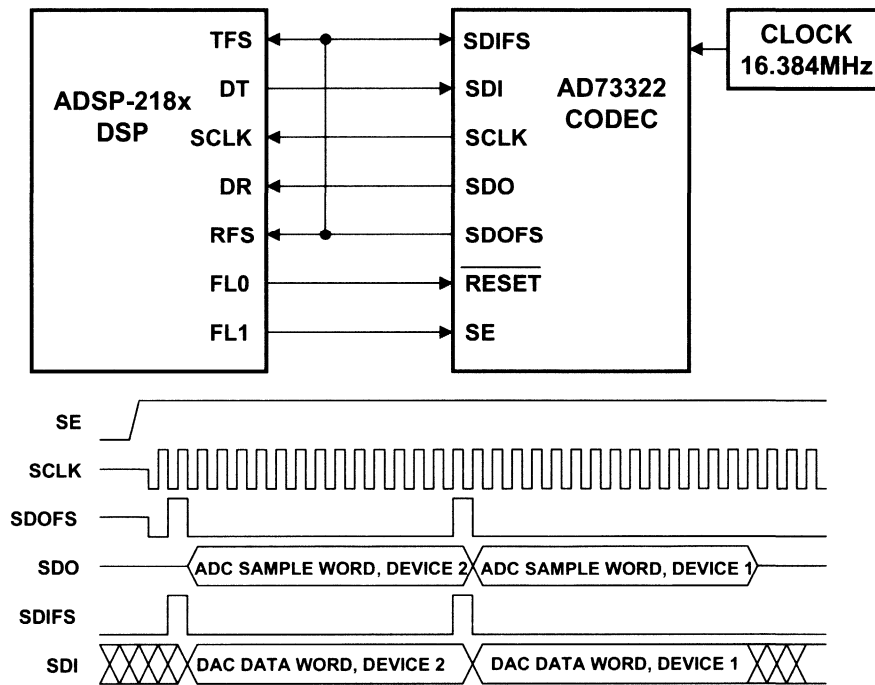 ADSP-218x
DSP
TFS
DT
SCLK
DR
RFS
FL0
FL1
SDIFS
SDI
SCLK
SDO
SDOFS
RESET
SE
AD73322
CODEC
CLOCK
16.384MHz
SE
SCLK
SDOFS
SDO
ADC SAMPLE WORD, DEVICE 2
ADC SAMPLE WORD, DEVICE 1
SDIFS
SDI
DAC DATA WORD, DEVICE 2
DAC DATA WORD, DEVICE 1